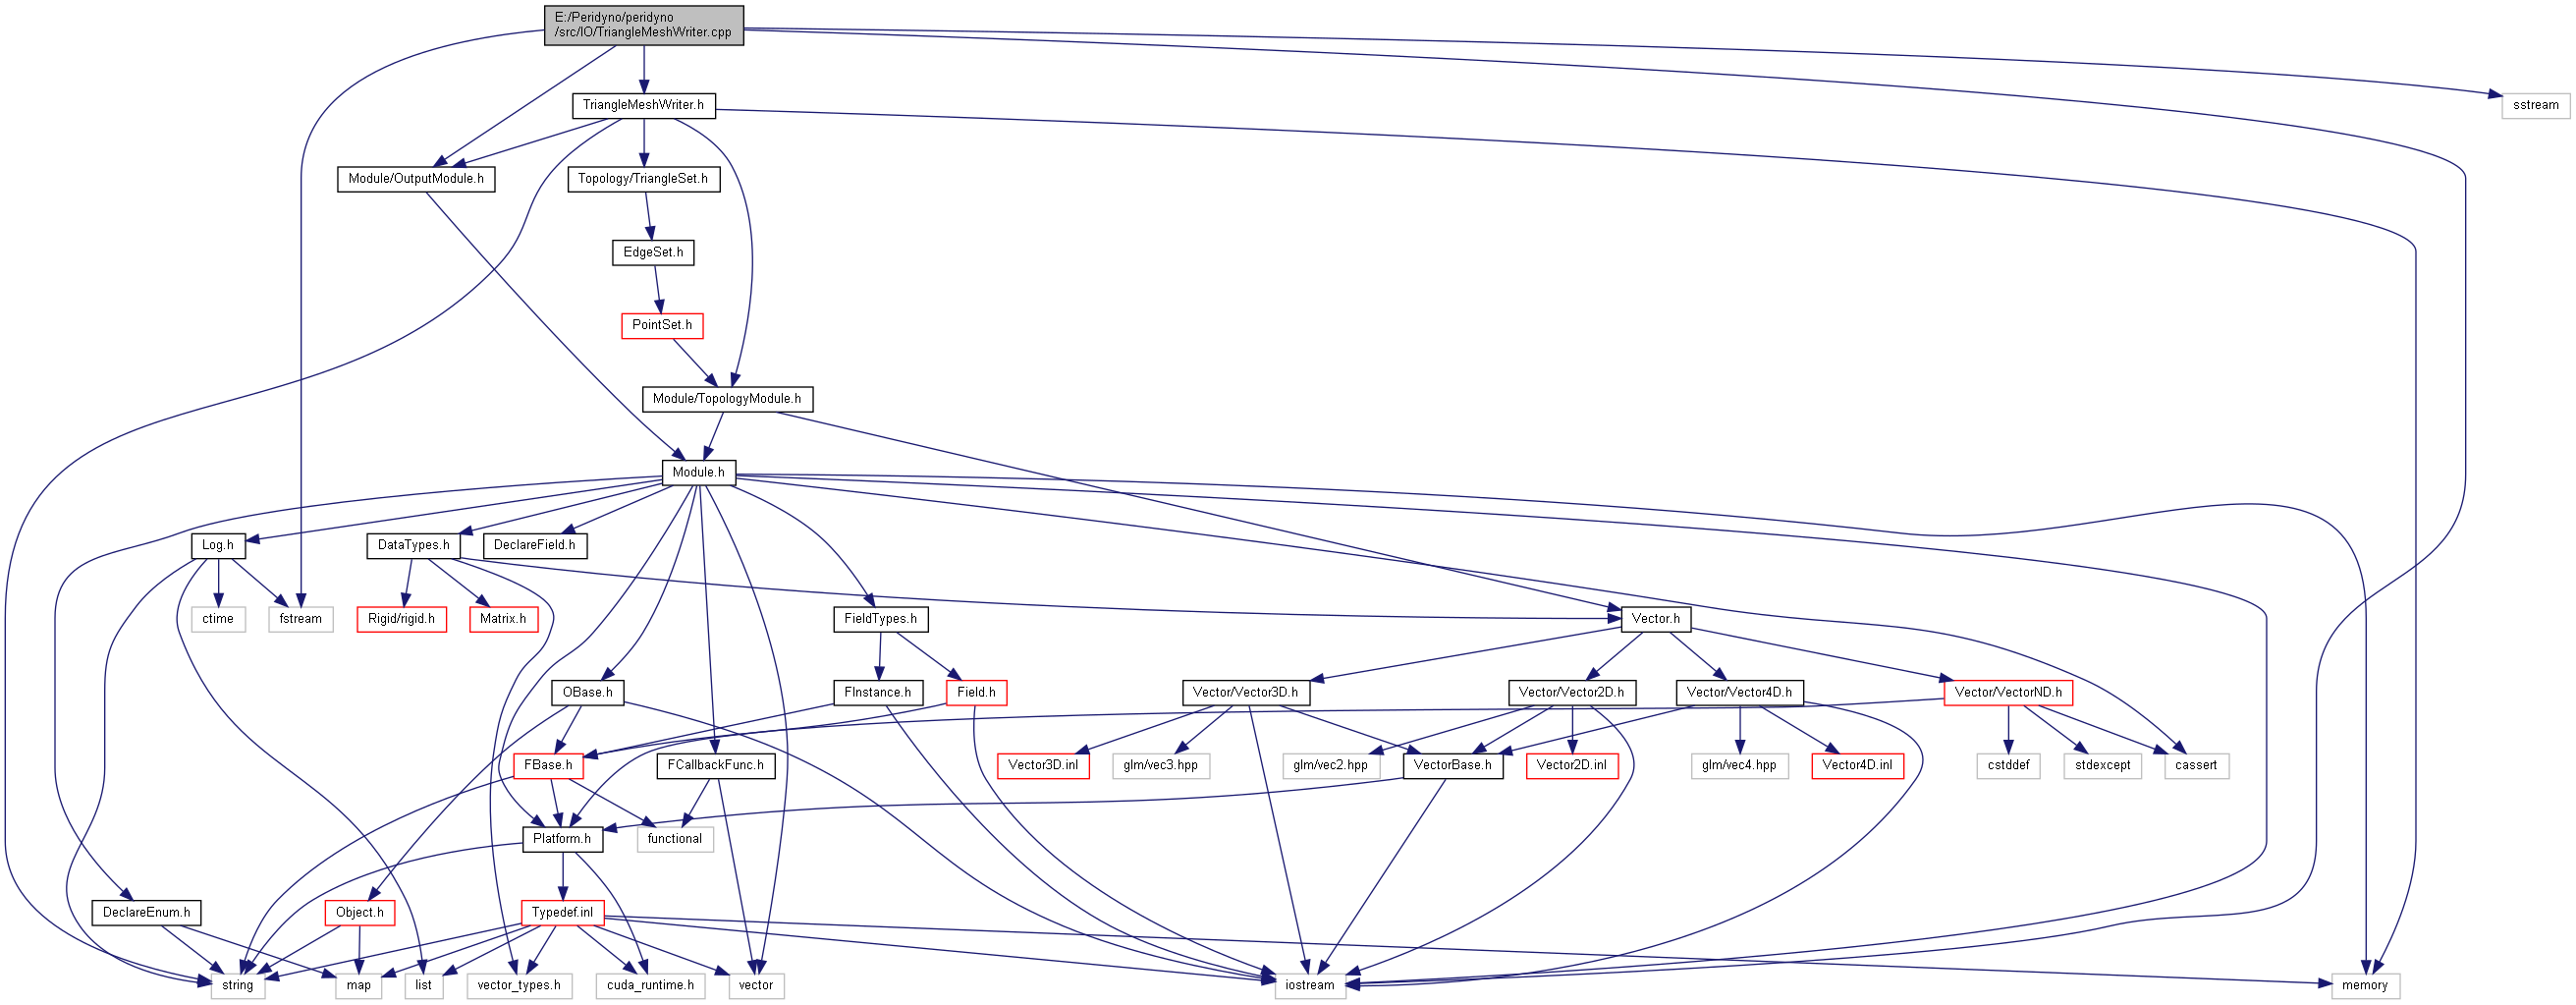 E:/Peridyno/peridyno
/src/IO/TriangleMeshWriter.cpp
TriangleMeshWriter.h
sstream
Module/OutputModule.h
Topology/TriangleSet.h
EdgeSet.h
PointSet.h
Module/TopologyModule.h
Module.h
Log.h
DataTypes.h
DeclareField.h
ctime
fstream
Rigid/rigid.h
Matrix.h
FieldTypes.h
Vector.h
OBase.h
FInstance.h
Field.h
Vector/Vector3D.h
Vector/Vector2D.h
Vector/Vector4D.h
Vector/VectorND.h
FBase.h
FCallbackFunc.h
Vector3D.inl
glm/vec3.hpp
glm/vec2.hpp
VectorBase.h
Vector2D.inl
glm/vec4.hpp
Vector4D.inl
cstddef
stdexcept
cassert
Platform.h
functional
DeclareEnum.h
Object.h
Typedef.inl
string
map
list
vector_types.h
cuda_runtime.h
vector
iostream
memory